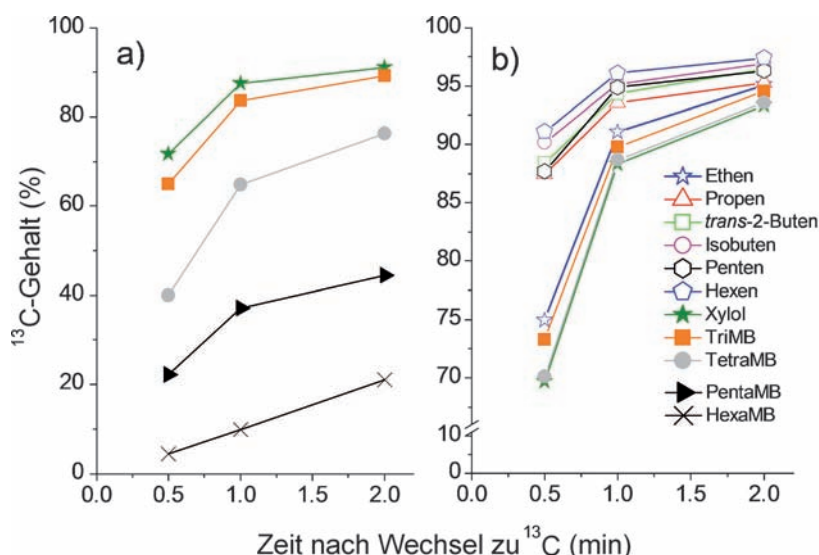 a)
b)
100
80
60
40
20
0
0.0
0.5
1.0
1.5
2.0
¹³C-Gehalt (%)
100
95
90
85
80
75
70
10
0
0.0
0.5
1.0
1.5
2.0
Ethen
Propen
trans-2-Buten
Isobuten
Penten
Hexen
Xylol
TriMB
TetraMB
PentaMB
HexaMB
Zeit nach Wechsel zu ¹³C (min)